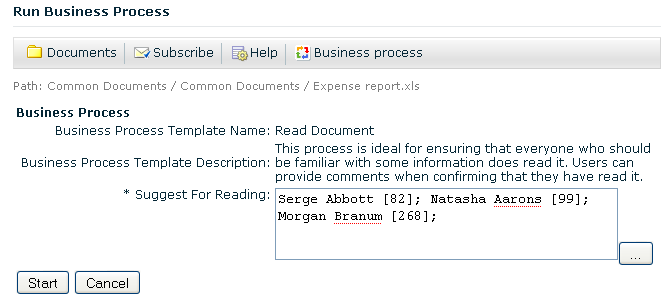 Run Business Process
Documents Subscribe Help Business process
Path: Common Documents / Common Documents / Expense report.xls
Business Process
Business Process Template Name: Read Document
Business Process Template Description: This process is ideal for ensuring that everyone who should
be familiar with some information does read it. Users can
provide comments when confirming that they have read it.
* Suggest For Reading: Serge Abbott [82]; Natasha Aarons [99];
Morgan Branum [268];
...
Start Cancel